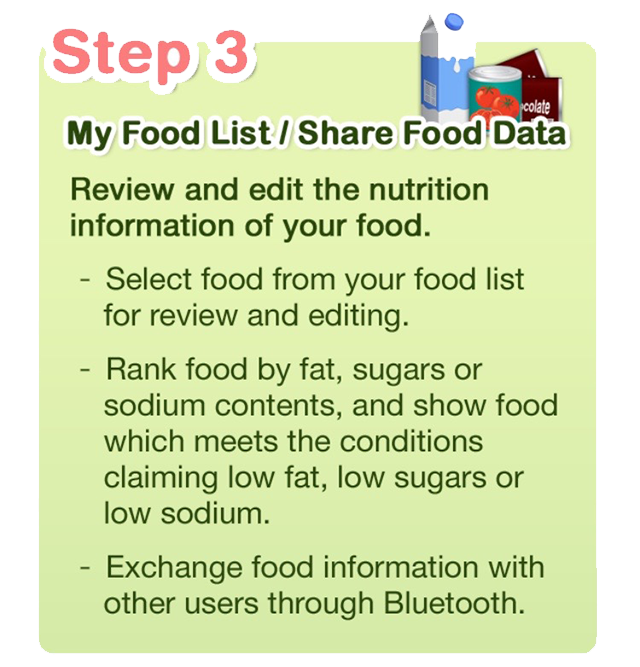 Step 3
ocolate
My Food List / Share Food Data
Review and edit the nutrition
information of your food.
- Select food from your food list
for review and editing.
- Rank food by fat, sugars or
sodium contents, and show food
which meets the conditions
claiming low fat, low sugars or
low sodium.
- Exchange food information with
other users through Bluetooth.